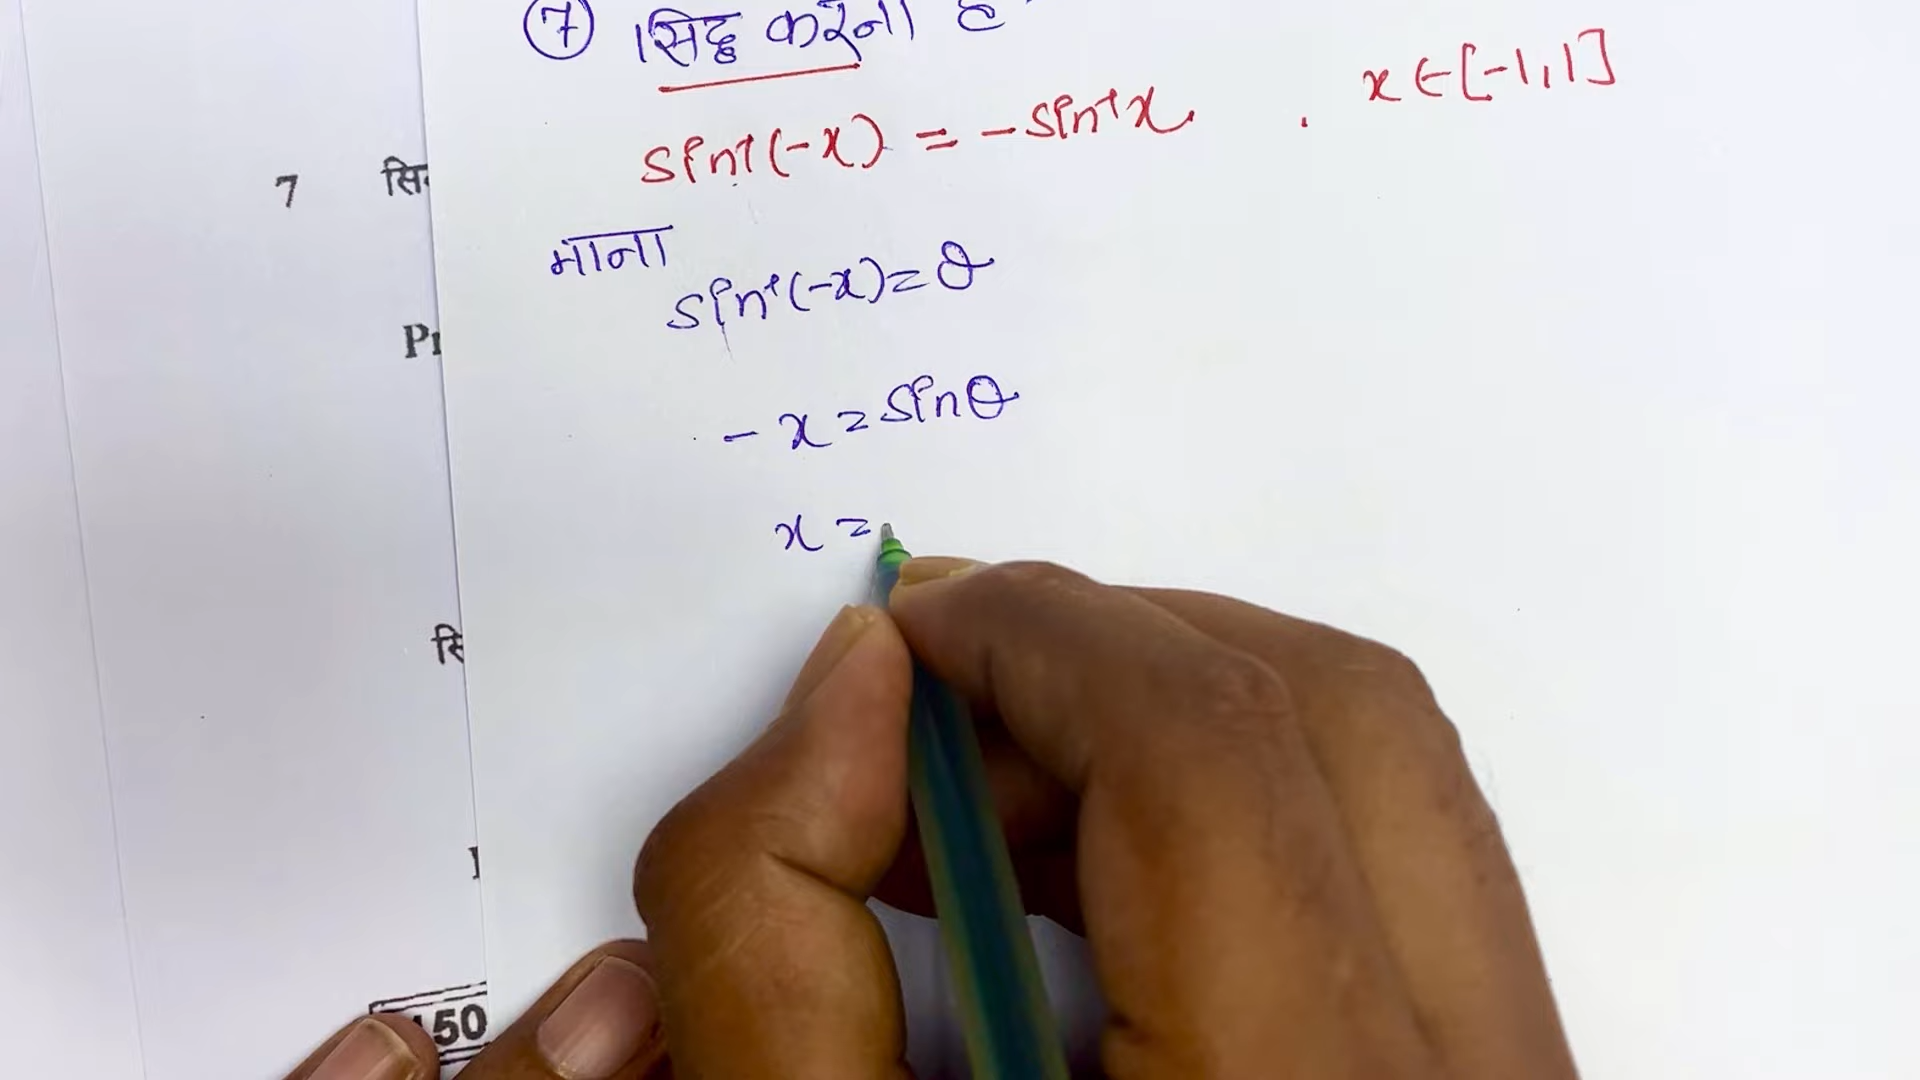 ⑦ सिद्ध करना है
sin⁻¹(-x) = -sin⁻¹x , x ∈ [-1,1]
7
माना
sin⁻¹(-x) = θ
Pr
-x = sinθ
x =
150